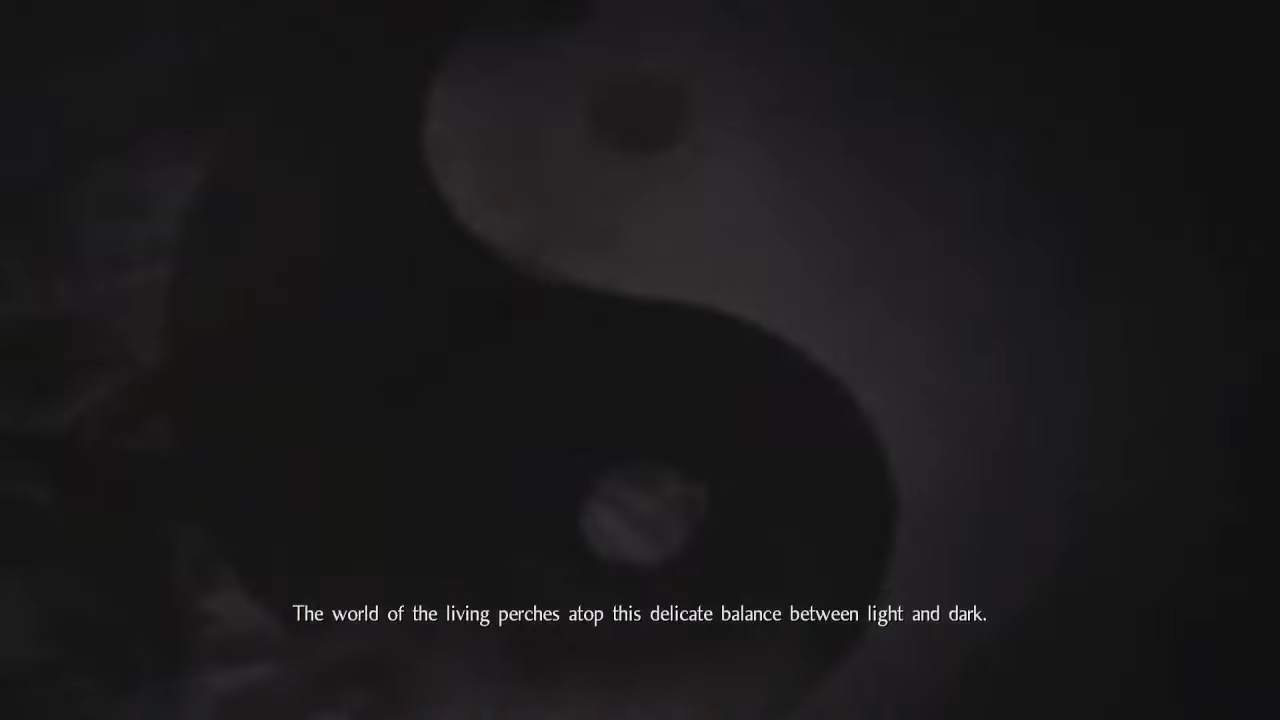 The world of the living perches atop this delicate balance between light and dark.